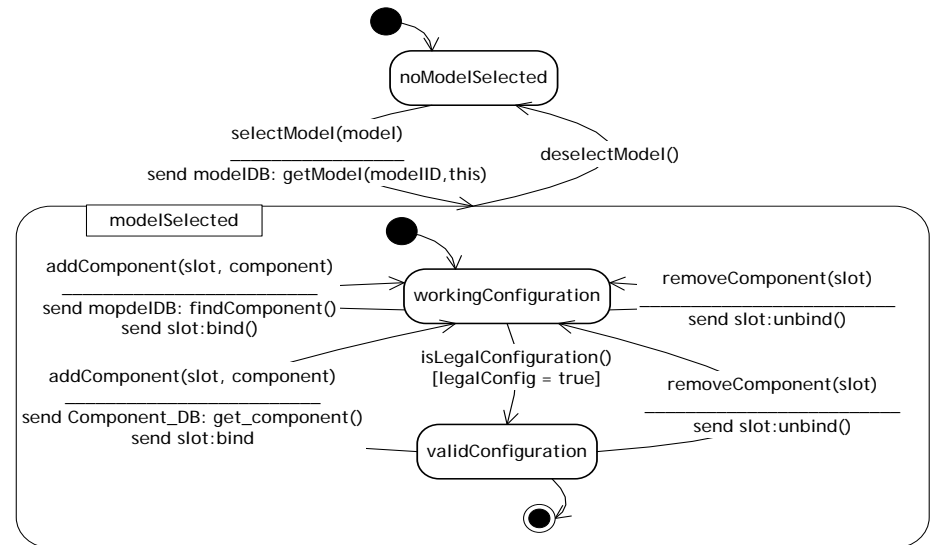 noModelSelected
selectModel(model)
send modelDB: getModel(modelID,this)
deselectModel()
modelSelected
addComponent(slot, component)
send mopdelDB: findComponent()
send slot:bind()
workingConfiguration
removeComponent(slot)
send slot:unbind()
isLegalConfiguration()
[legalConfig = true]
addComponent(slot, component)
send Component_DB: get_component()
send slot:bind
removeComponent(slot)
send slot:unbind()
validConfiguration